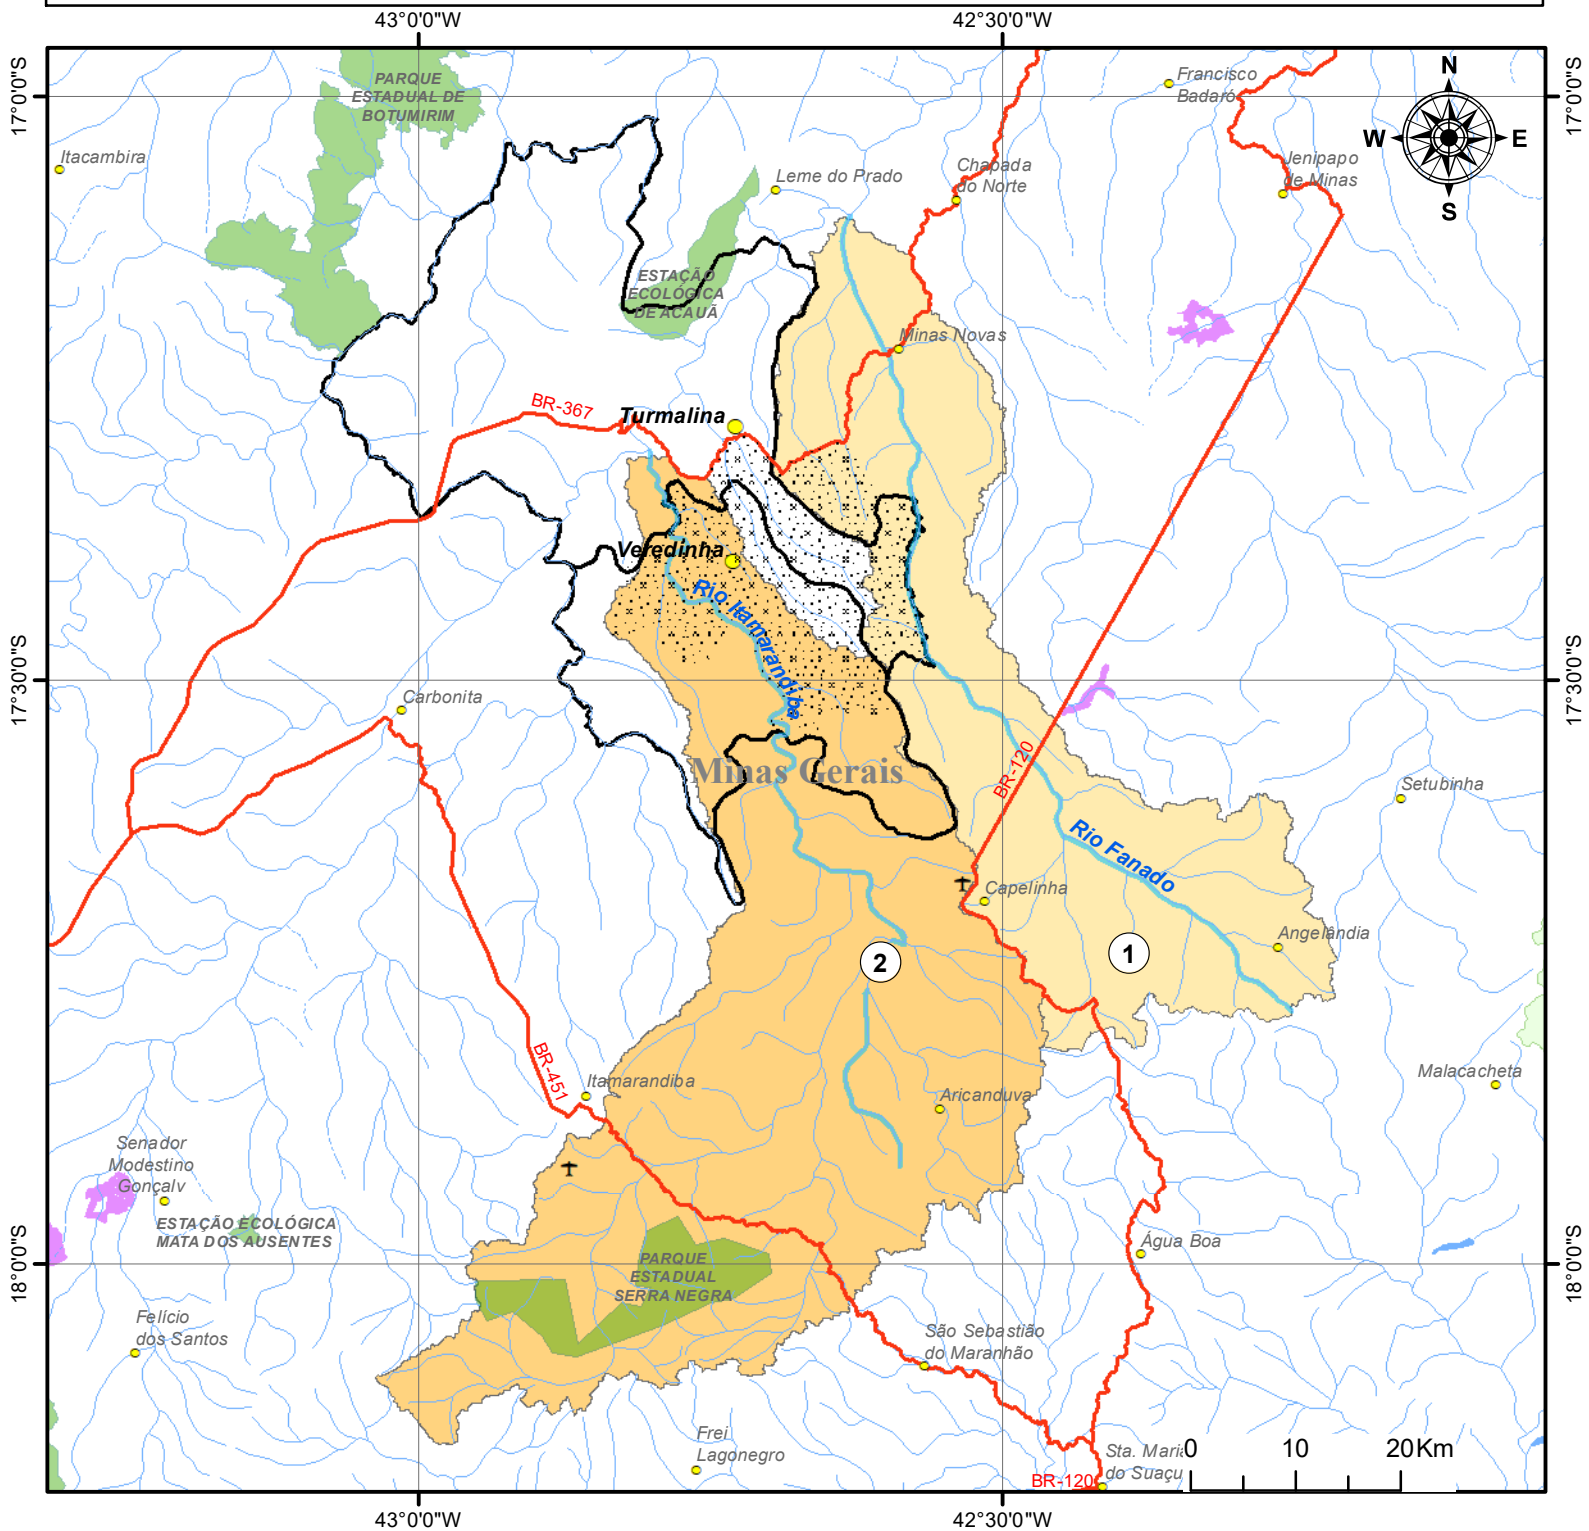 43°0'0"W
42°30'0"W
17°0'0"S
17°0'0"S
PARQUE
ESTADUAL DE
BOTUMIRIM
Francisco
Badaró
N
W
E
S
Itacambira
Leme do Prado
Chapada
do Norte
Jenipapo
de Minas
ESTAÇÃO
ECOLÓGICA
DE ACAUÃ
Minas Novas
BR-367
Turmalina
Veredinha
Rio Itamarandiba
17°30'0"S
17°30'0"S
Carbonita
Minas Gerais
BR-120
Setubinha
Rio Fanado
Capelinha
Angelândia
1
2
BR-451
Itamarandiba
Aricanduva
Malacacheta
Senador
Modestino
Gonçalv
ESTAÇÃO ECOLÓGICA
MATA DOS AUSENTES
Água Boa
PARQUE
ESTADUAL
SERRA NEGRA
18°0'0"S
18°0'0"S
Felício
dos Santos
São Sebastião
do Maranhão
Frei
Lagonegro
Sta. Maria
do Suaçu
BR-120
0 10 20Km
43°0'0"W
42°30'0"W